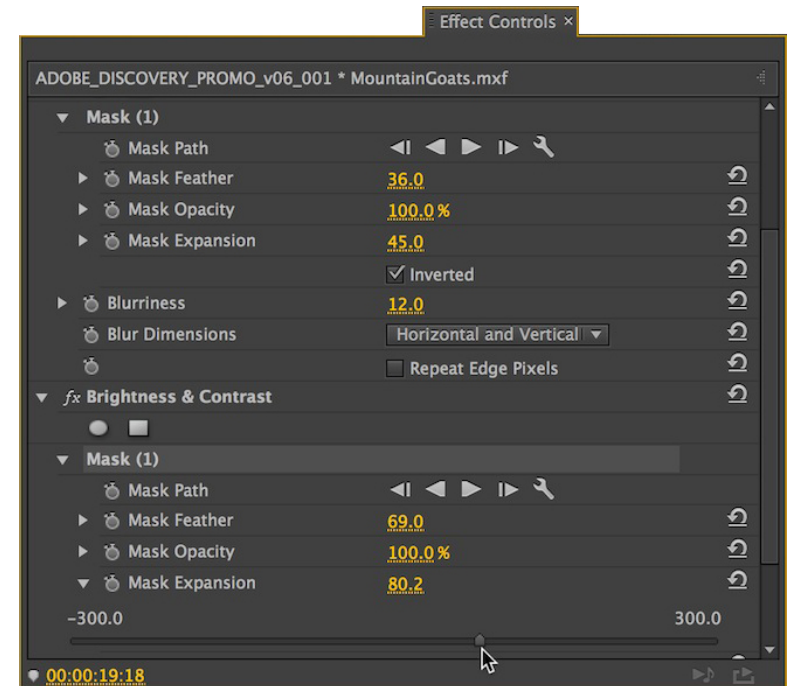 Effect Controls ×
ADOBE_DISCOVERY_PROMO_v06_001 * MountainGoats.mxf
Mask (1)
Mask Path
Mask Feather 36.0
Mask Opacity 100.0 %
Mask Expansion 45.0
Inverted
Blurriness 12.0
Blur Dimensions Horizontal and Vertical
Repeat Edge Pixels
fx Brightness & Contrast
Mask (1)
Mask Path
Mask Feather 69.0
Mask Opacity 100.0 %
Mask Expansion 80.2
-300.0 300.0
00:00:19:18